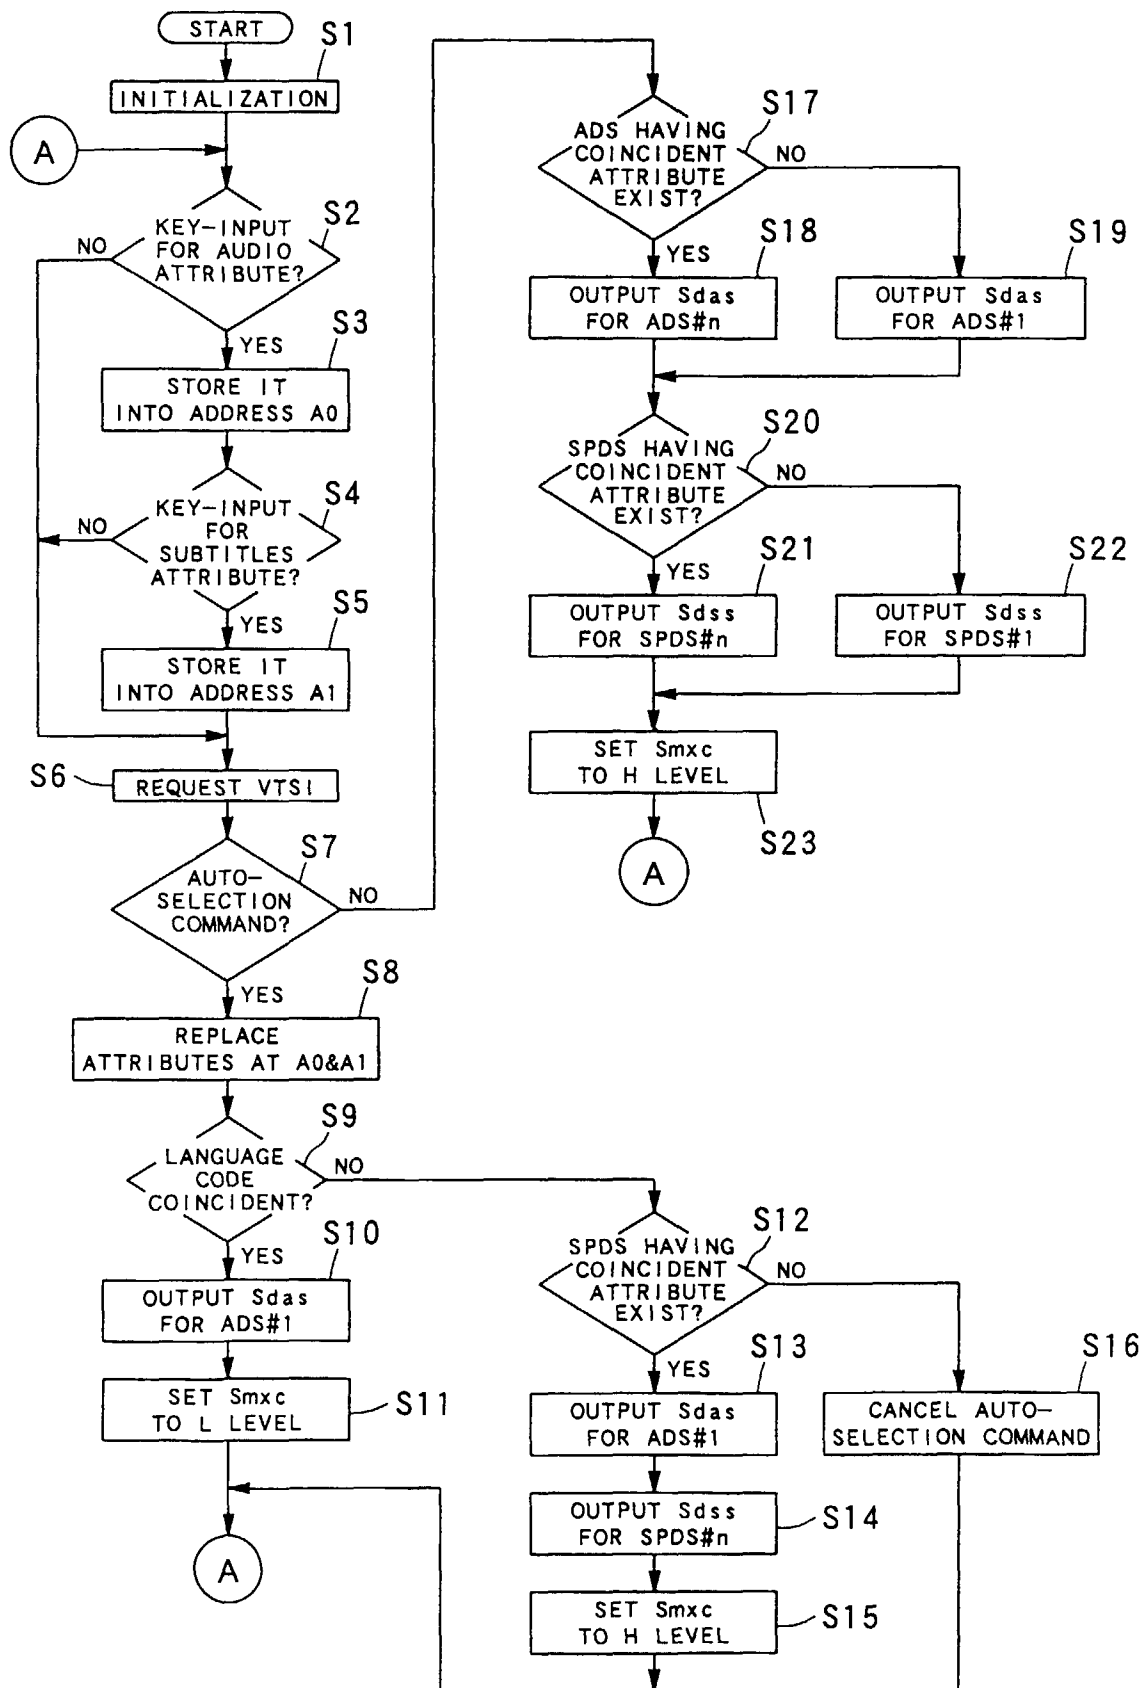 START
S1
INITIALIZATION
A
S2
KEY-INPUT
FOR AUDIO
ATTRIBUTE?
NO
YES
S3
STORE IT
INTO ADDRESS A0
S4
KEY-INPUT
FOR
SUBTITLES
ATTRIBUTE?
NO
YES
S5
STORE IT
INTO ADDRESS A1
S6
REQUEST VTSI
S7
AUTO-
SELECTION
COMMAND?
NO
YES
S8
REPLACE
ATTRIBUTES AT A0&A1
S9
LANGUAGE
CODE
COINCIDENT?
NO
YES
S10
OUTPUT Sdas
FOR ADS#1
SET Smxc
TO L LEVEL
S11
A
S12
SPDS HAVING
COINCIDENT
ATTRIBUTE
EXIST?
NO
YES
S13
OUTPUT Sdas
FOR ADS#1
OUTPUT Sdss
FOR SPDS#n
S14
SET Smxc
TO H LEVEL
S15
S16
CANCEL AUTO-
SELECTION COMMAND
S17
ADS HAVING
COINCIDENT
ATTRIBUTE
EXIST?
NO
YES
S18
OUTPUT Sdas
FOR ADS#n
S19
OUTPUT Sdas
FOR ADS#1
S20
SPDS HAVING
COINCIDENT
ATTRIBUTE
EXIST?
NO
YES
S21
OUTPUT Sdss
FOR SPDS#n
S22
OUTPUT Sdss
FOR SPDS#1
SET Smxc
TO H LEVEL
S23
A